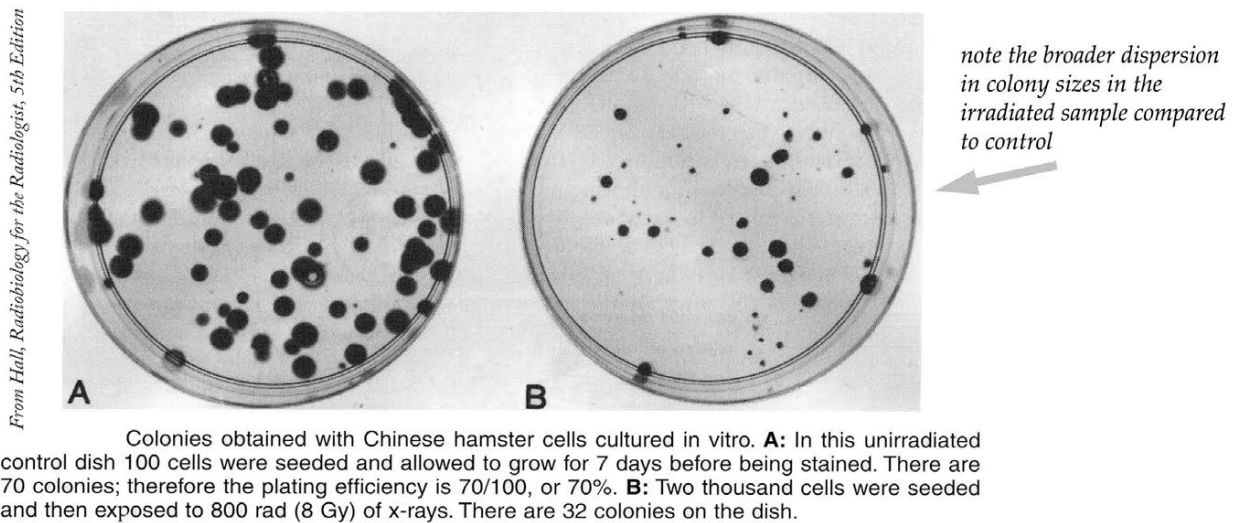 From Hall, Radiobiology for the Radiologist, 5th Edition
note the broader dispersion
in colony sizes in the
irradiated sample compared
to control
A
B
Colonies obtained with Chinese hamster cells cultured in vitro. A: In this unirradiated
control dish 100 cells were seeded and allowed to grow for 7 days before being stained. There are
70 colonies; therefore the plating efficiency is 70/100, or 70%. B: Two thousand cells were seeded
and then exposed to 800 rad (8 Gy) of x-rays. There are 32 colonies on the dish.